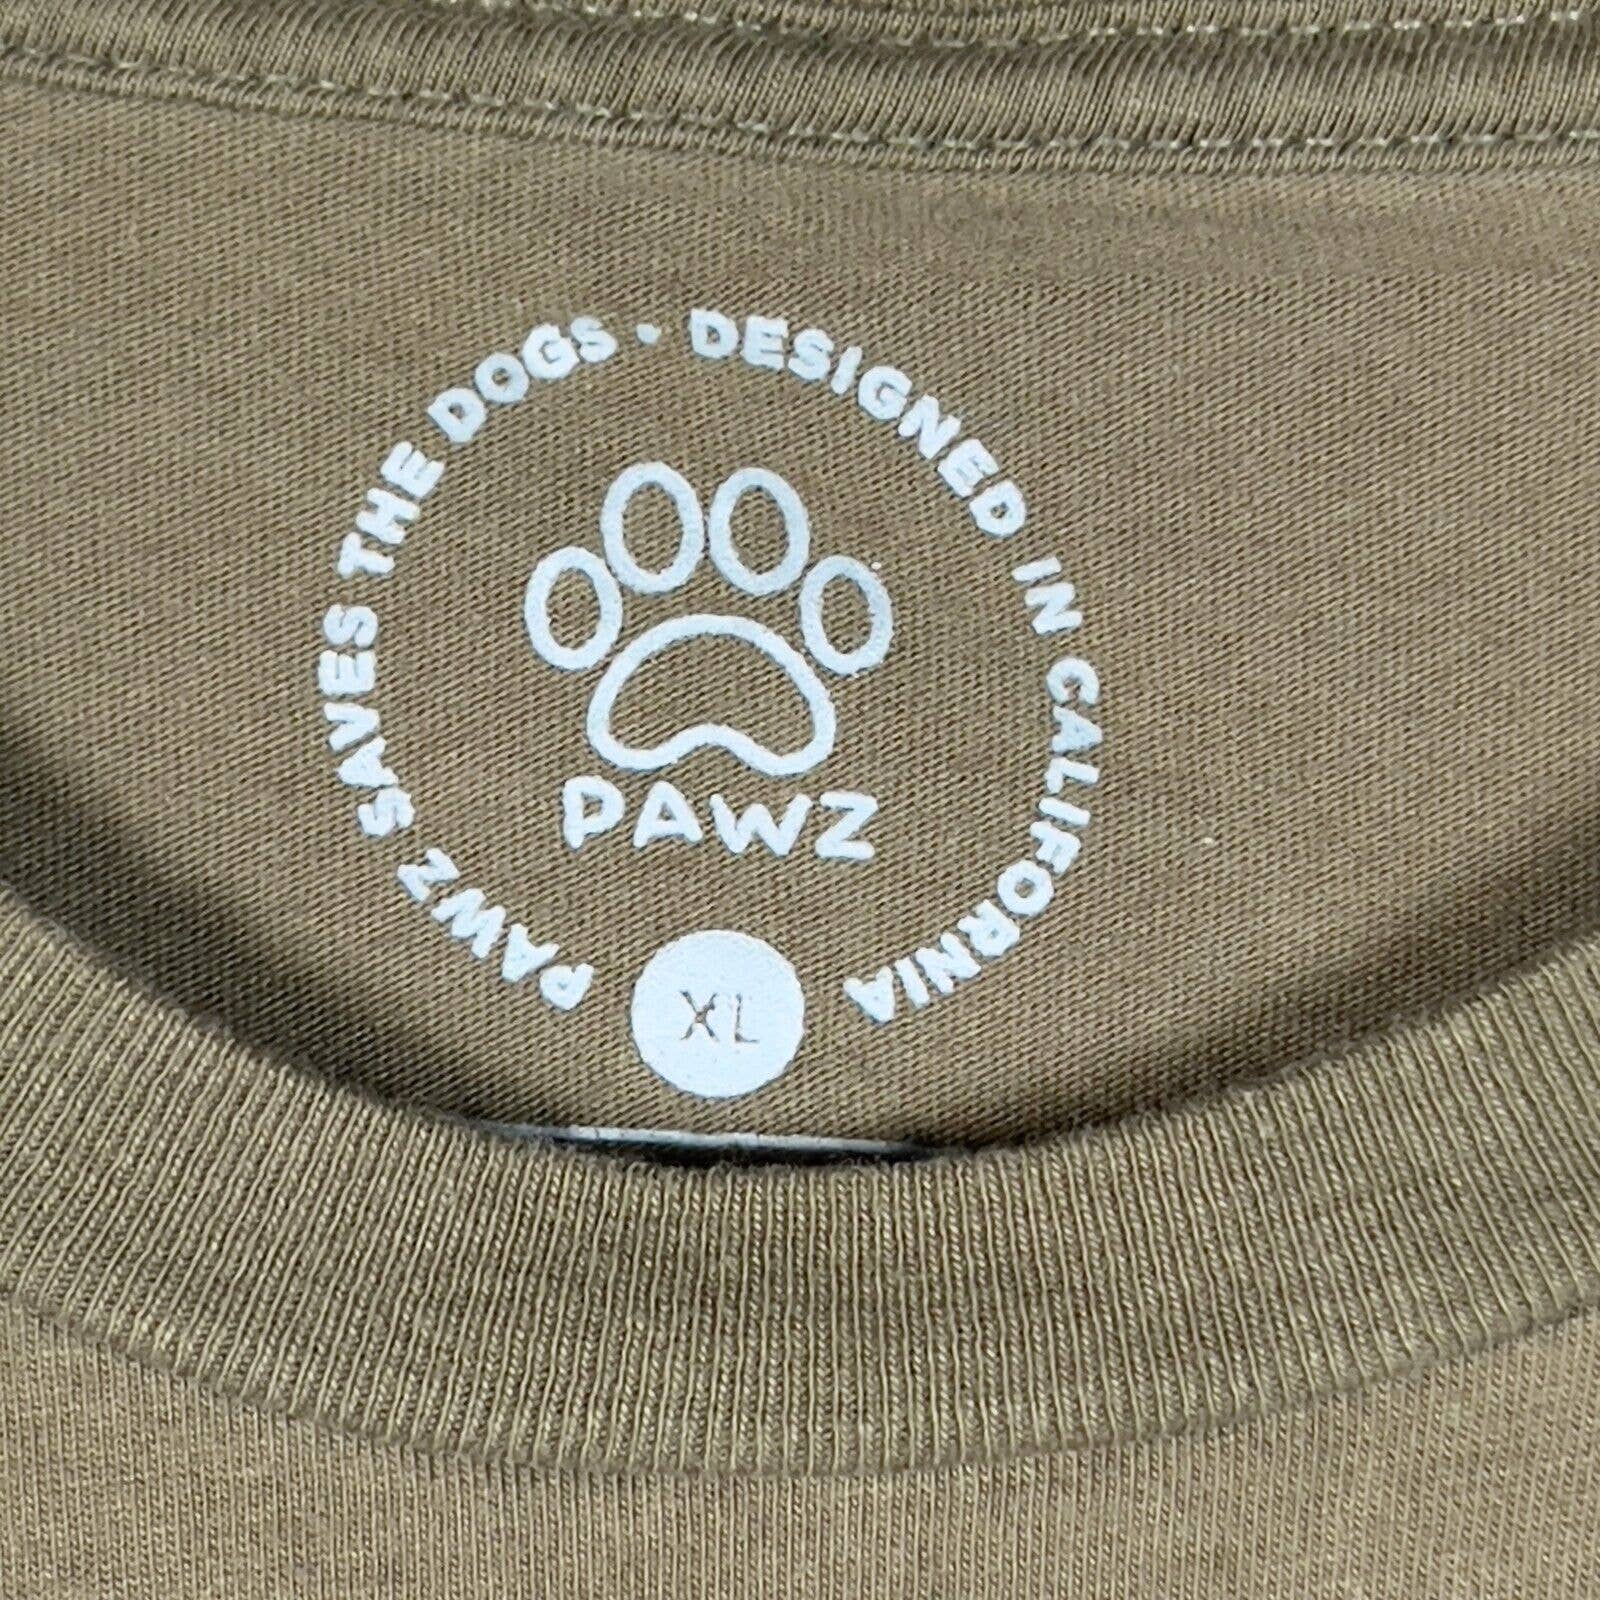 PAWZ SAVES THE DOGS • DESIGNED IN CALIFORNIA
PAWZ
XL